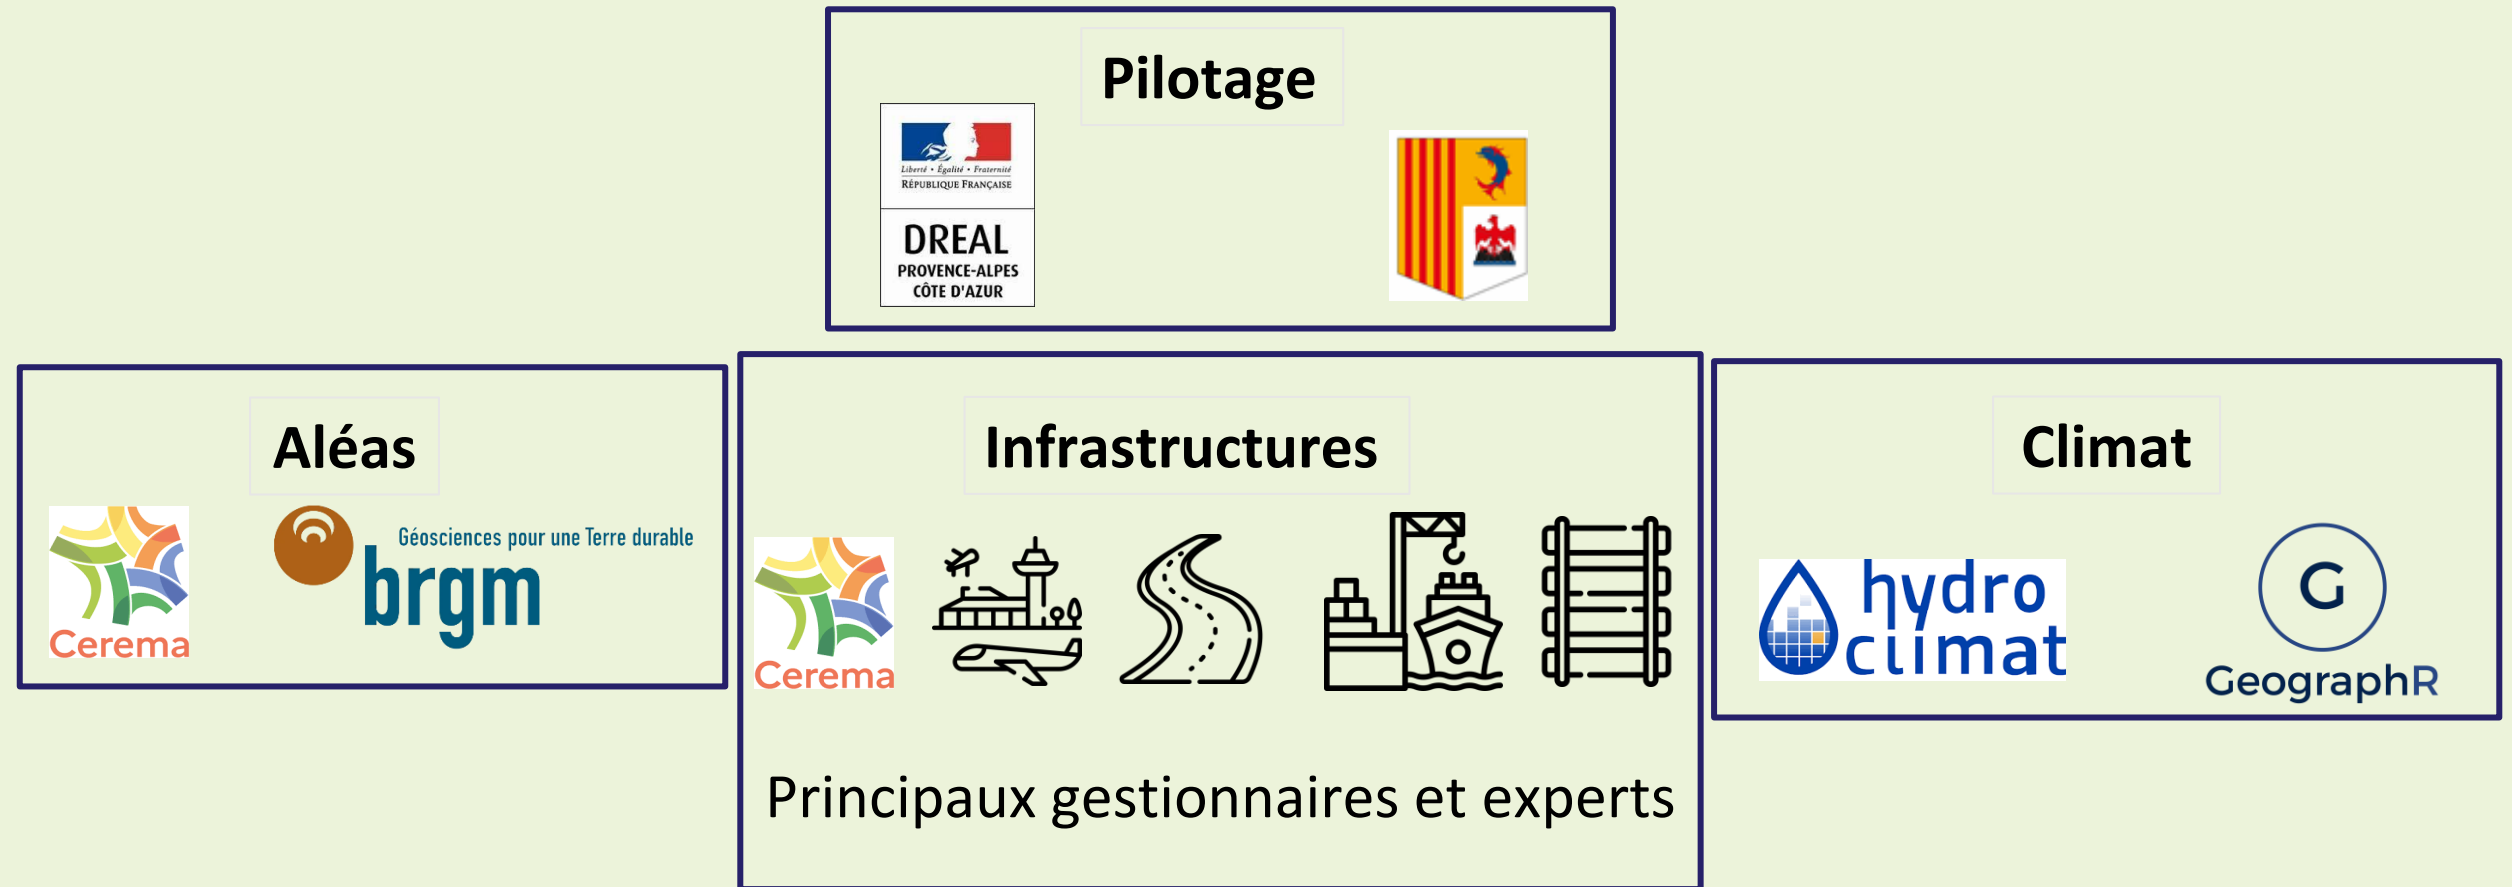 Pilotage
Liberté • Égalité • Fraternité
RÉPUBLIQUE FRANÇAISE
DREAL
PROVENCE-ALPES
CÔTE D'AZUR
Aléas
Cerema
Géosciences pour une Terre durable
brgm
Infrastructures
Cerema
Principaux gestionnaires et experts
Climat
hydro
climat
G
GeographR